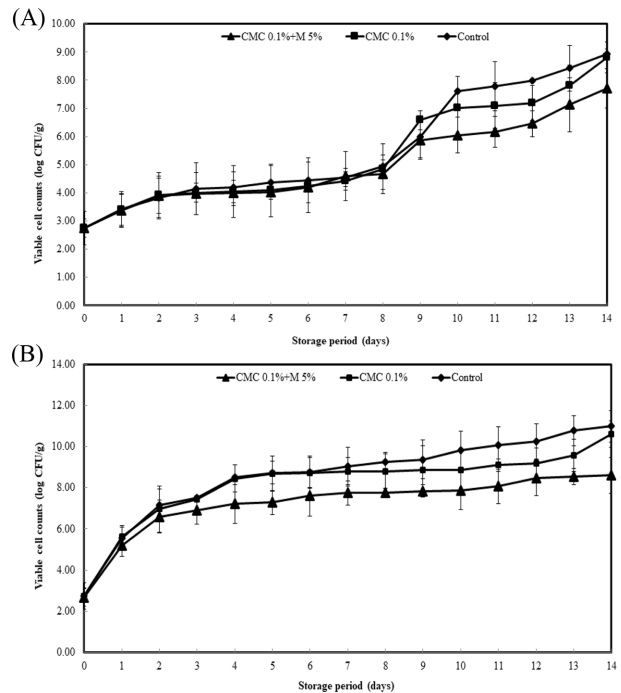 (A)
CMC 0.1%+M 5% CMC 0.1% Control
Viable cell counts (log CFU/g)
10.00
9.00
8.00
7.00
6.00
5.00
4.00
3.00
2.00
1.00
0.00
0 1 2 3 4 5 6 7 8 9 10 11 12 13 14
Storage period (days)
(B)
CMC 0.1%+M 5% CMC 0.1% Control
Viable cell counts (log CFU/g)
14.00
12.00
10.00
8.00
6.00
4.00
2.00
0.00
0 1 2 3 4 5 6 7 8 9 10 11 12 13 14
Storage period (days)